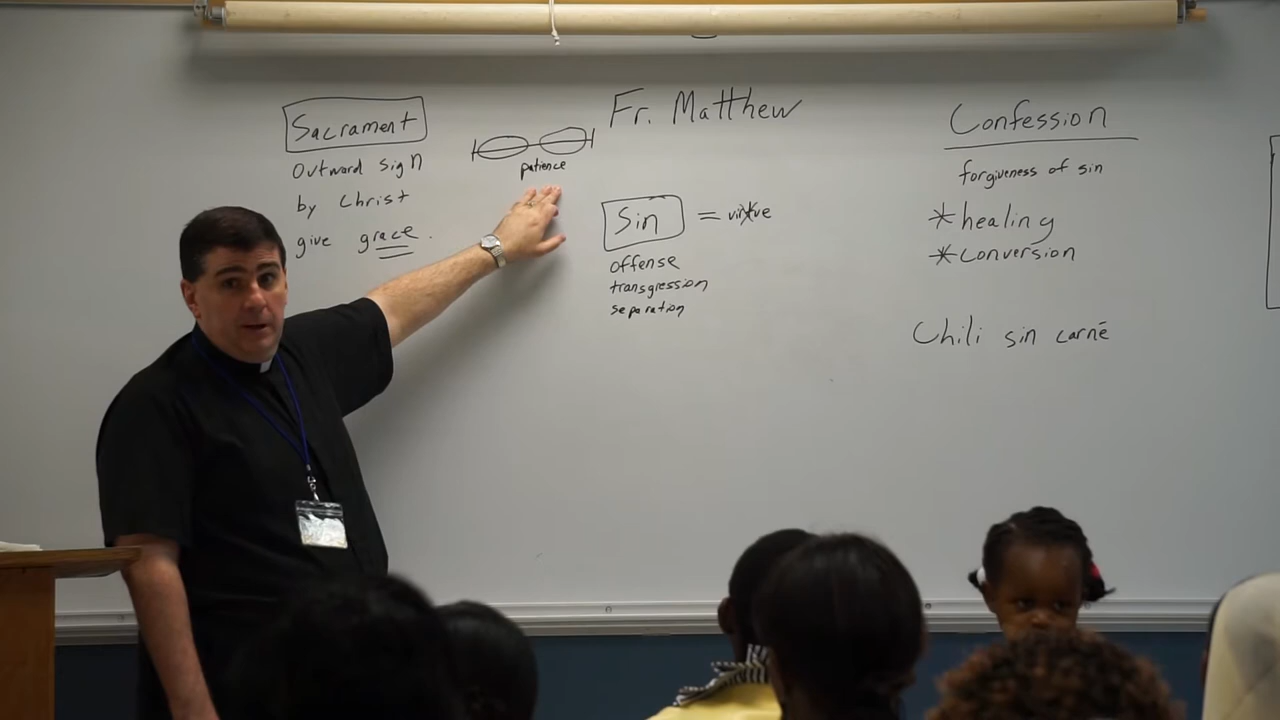 Sacrament
Outward sign
by Christ
give grace.
patience
Fr. Matthew
Sin = virtue
offense
transgression
separation
Confession
forgiveness of sin
*healing
*conversion
Chili sin carné